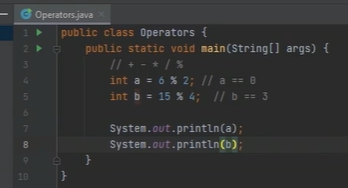 Operators.java
1 public class Operators {
2 public static void main(String[] args) {
3 // + - * / %
4 int a = 6 % 2; // a == 0
5 int b = 15 % 4; // b == 3
6
7 System.out.println(a);
8 System.out.println(b);
9 }
10 }